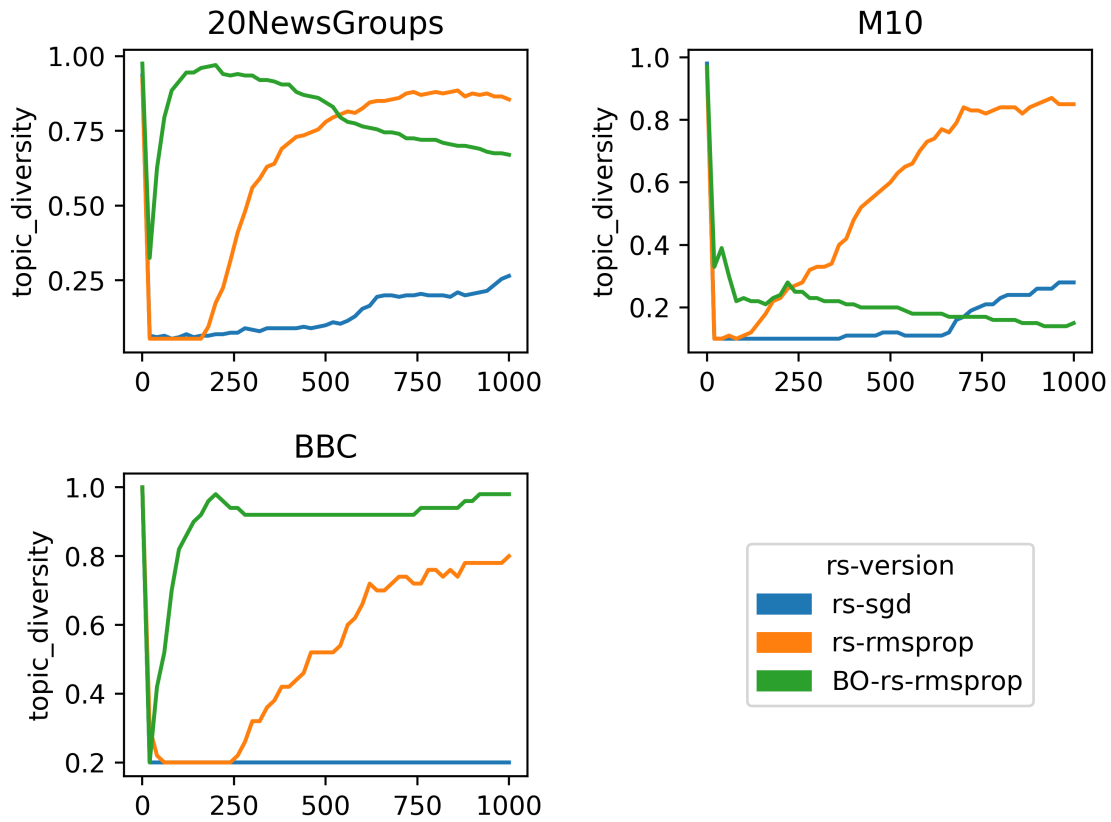 20NewsGroups
topic_diversity
1.00
0.75
0.50
0.25
0 250 500 750 1000
M10
topic_diversity
1.0
0.8
0.6
0.4
0.2
0 250 500 750 1000
BBC
topic_diversity
1.0
0.8
0.6
0.4
0.2
0 250 500 750 1000
rs-version
rs-sgd
rs-rmsprop
BO-rs-rmsprop